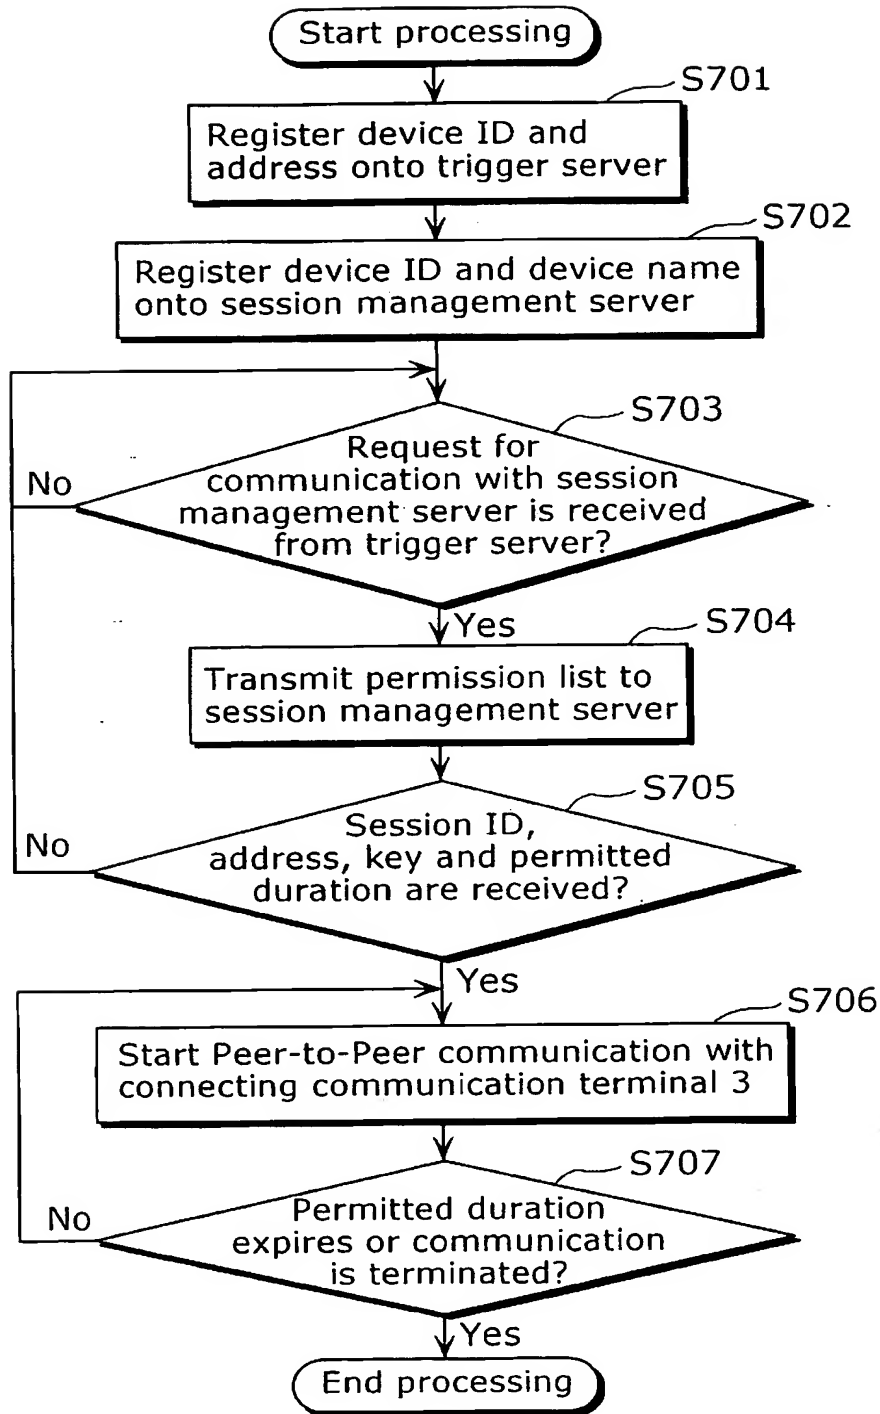 Start processing
S701
Register device ID and
address onto trigger server
S702
Register device ID and device name
onto session management server
S703
Request for
communication with session
management server is received
from trigger server?
No
Yes
S704
Transmit permission list to
session management server
S705
Session ID,
address, key and permitted
duration are received?
No
Yes
S706
Start Peer-to-Peer communication with
connecting communication terminal 3
S707
Permitted duration
expires or communication
is terminated?
No
Yes
End processing